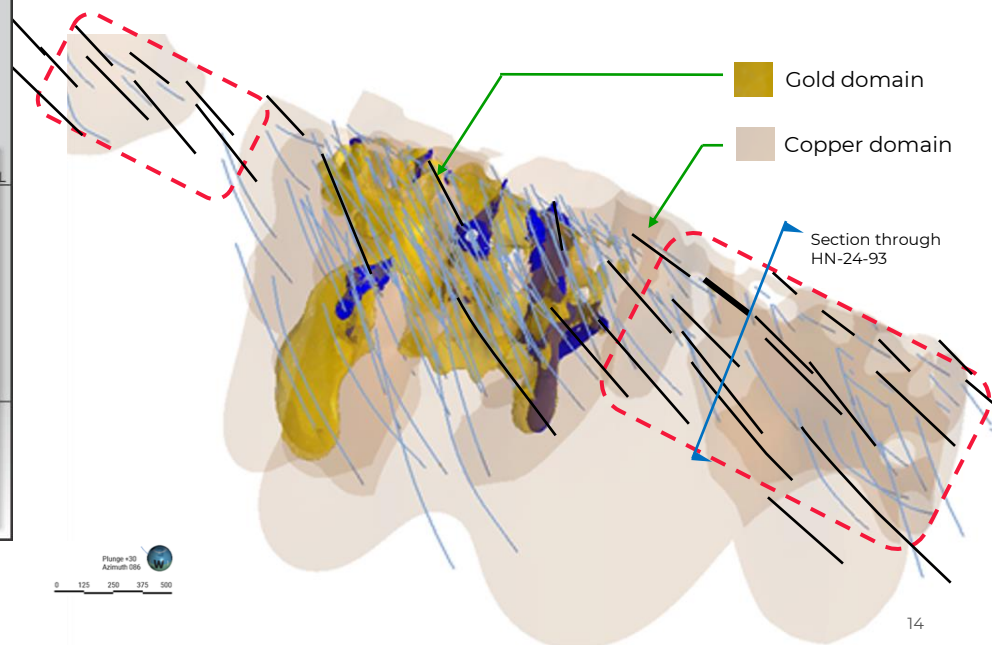 Gold domain
Copper domain
Section through
HN-24-93
Plunge +30
Azimuth 086
W
0 125 250 375 500
14